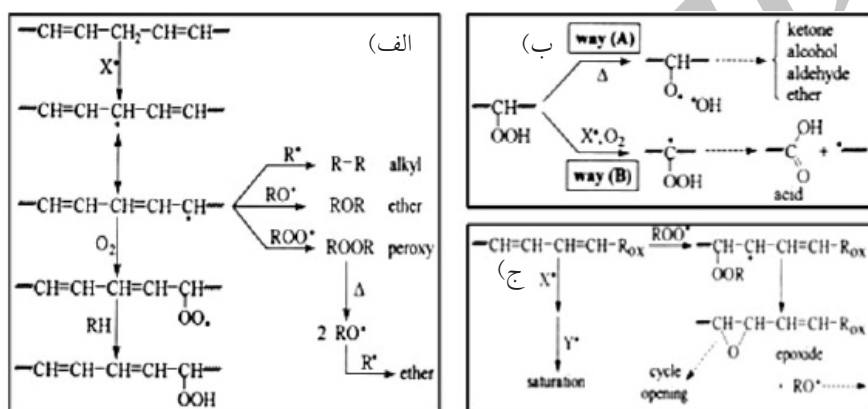 الف)
—CH=CH—CH₂—CH=CH—
X•
—CH=CH—CH—CH=CH—
•
—CH=CH—CH=CH—CH—
•
R•
R−R alkyl
RO•
ROR ether
ROO•
ROOR peroxy
Δ
2 RO•
R•
ether
O₂
—CH=CH—CH=CH—CH—
OO•
RH
—CH=CH—CH=CH—CH—
OOH
ب)
way (A)
Δ
—CH—
OOH
—CH—
O• •OH
ketone
alcohol
aldehyde
ether
X•,O₂
way (B)
—C—
•
OOH
—C
OH
O
+ •—
acid
ج)
—CH=CH—CH=CH−Rox
ROO•
—CH−CH−CH=CH−Rox
•
OOR
X•
Y•
saturation
—CH−CH−CH=CH−Rox
O
epoxide
cycle
opening
• RO•